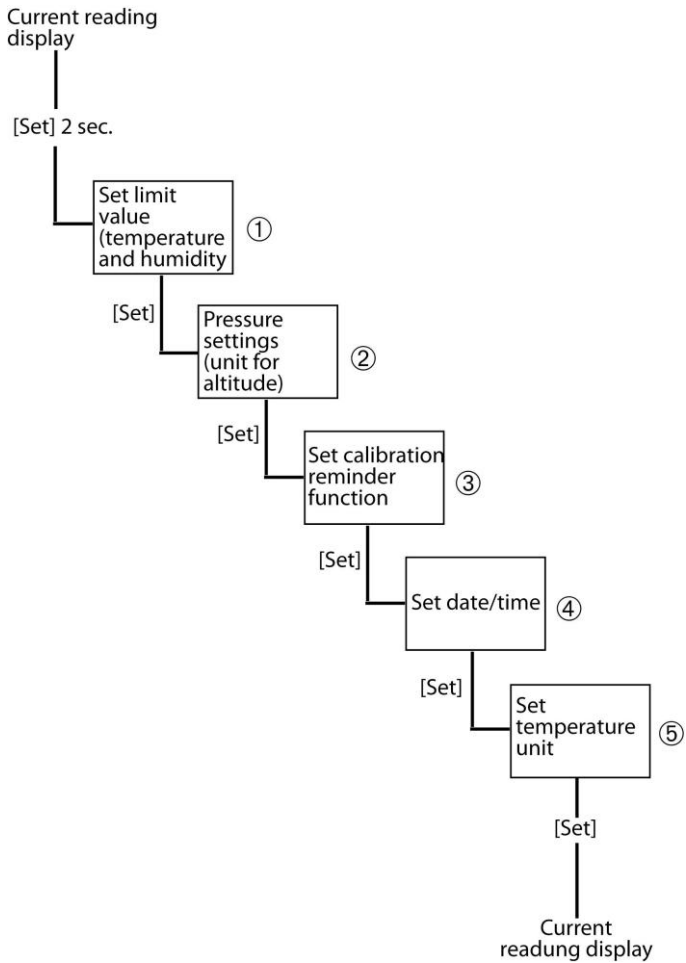 Current reading
display
[Set] 2 sec.
Set limit
value
(temperature
and humidity
①
[Set]
Pressure
settings
(unit for
altitude)
②
[Set]
Set calibration
reminder
function
③
[Set]
Set date/time
④
[Set]
Set
temperature
unit
⑤
[Set]
Current
readung display